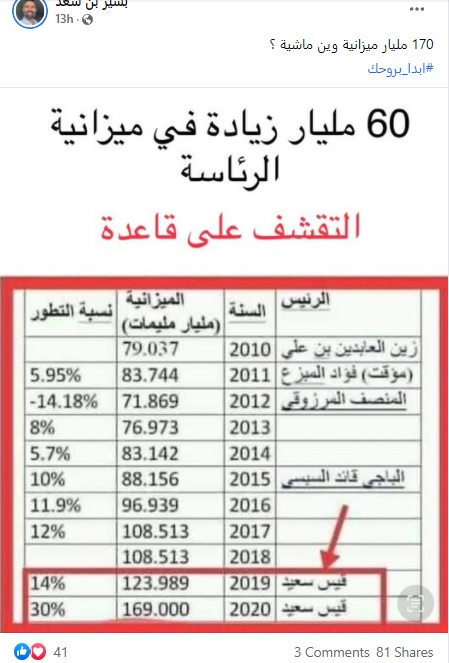 بشير بن سعد
13h
170 مليار ميزانية وين ماشية ؟
#ابدا_بروحك
60 مليار زيادة في ميزانية
الرئاسة
التقشف على قاعدة
الرئيس السنة الميزانية (مليار مليمات) نسبة التطور
زين العابدين بن علي 2010 79.037
(مؤقت) فؤاد المبزع 2011 83.744 5.95%
المنصف المرزوقي 2012 71.869 -14.18%
2013 76.973 8%
2014 83.142 5.7%
الباجي قائد السبسي 2015 88.156 10%
2016 96.939 11.9%
2017 108.513 12%
2018 108.513
قيس سعيد 2019 123.989 14%
قيس سعيد 2020 169.000 30%
41
3 Comments 81 Shares